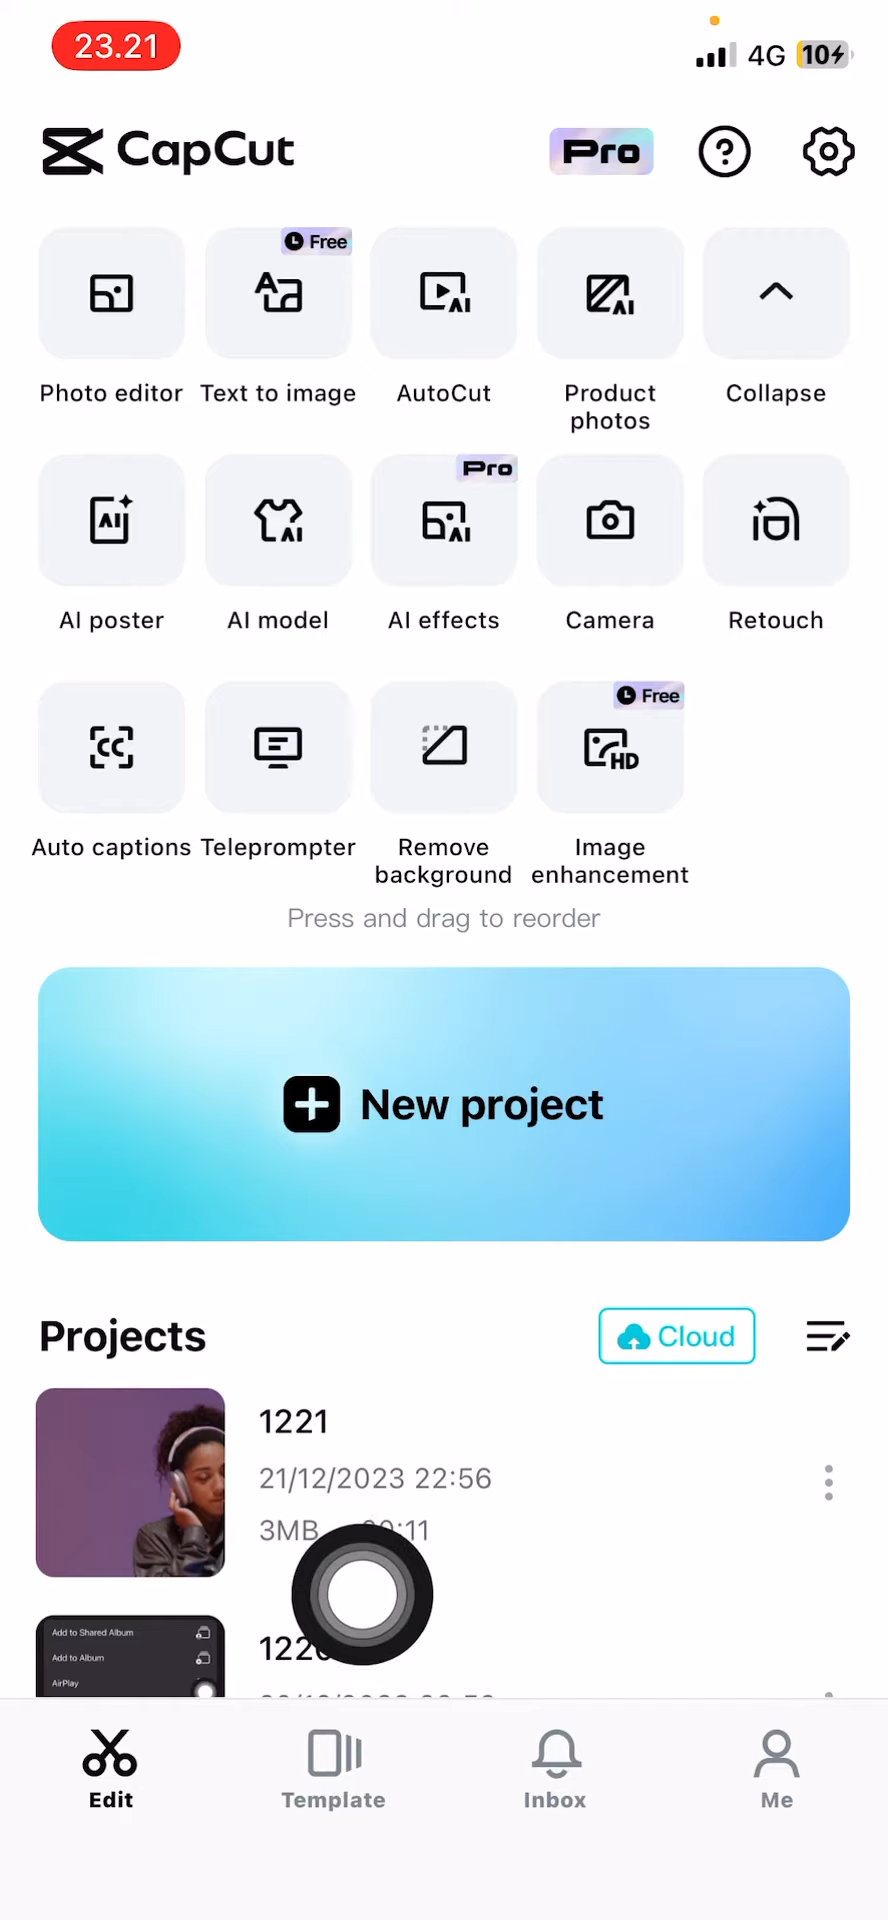 23.21
4G 10
CapCut Pro
Free
Photo editor Text to image AutoCut Product photos Collapse
Pro
AI poster AI model AI effects Camera Retouch
Free
Auto captions Teleprompter Remove background Image enhancement
Press and drag to reorder
New project
Projects Cloud
1221
21/12/2023 22:56
3MB
Add to Shared Album
Add to Album
AirPlay
Edit Template Inbox Me